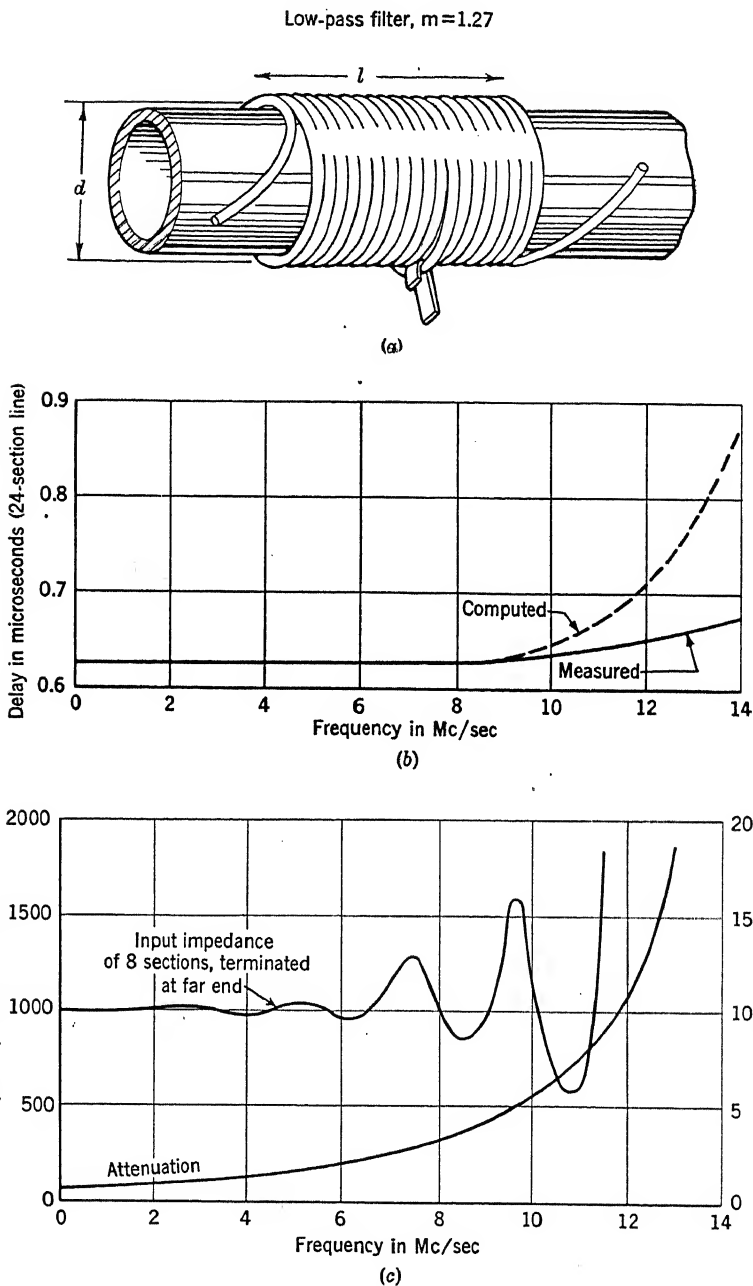 Low-pass filter, m=1.27
l
d
(a)
Delay in microseconds (24-section line)
0.9
0.8
0.7
0.6
Computed
Measured
0 2 4 6 8 10 12 14
Frequency in Mc/sec
(b)
2000
1500
1000
500
0
20
15
10
5
0
Input impedance
of 8 sections, terminated
at far end
Attenuation
0 2 4 6 8 10 12 14
Frequency in Mc/sec
(c)